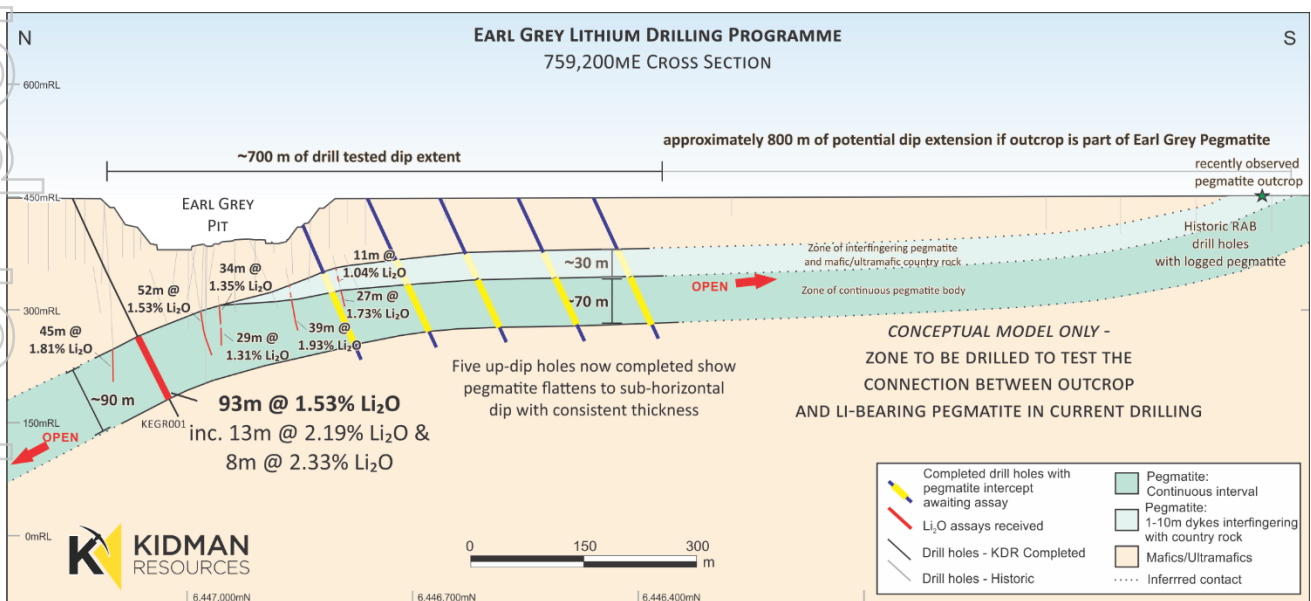 N
EARL GREY LITHIUM DRILLING PROGRAMME
S
759,200mE CROSS SECTION
600mRL
approximately 800 m of potential dip extension if outcrop is part of Earl Grey Pegmatite
~700 m of drill tested dip extent
recently observed
pegmatite outcrop
450mRL
EARL GREY
PIT
Historic RAB
drill holes
with logged pegmatite
11m @
1.04% Li₂O
Zone of interfingering pegmatite
and mafic/ultramafic country rock
34m @
1.35% Li₂O
~30 m
52m @
1.53% Li₂O
OPEN
Zone of continuous pegmatite body
27m @
1.73% Li₂O
~70 m
300mRL
45m @
1.81% Li₂O
29m @
1.31% Li₂O
39m @
1.93% Li₂O
CONCEPTUAL MODEL ONLY -
ZONE TO BE DRILLED TO TEST THE
CONNECTION BETWEEN OUTCROP
AND LI-BEARING PEGMATITE IN CURRENT DRILLING
Five up-dip holes now completed show
pegmatite flattens to sub-horizontal
dip with consistent thickness
~90 m
93m @ 1.53% Li₂O
inc. 13m @ 2.19% Li₂O &
8m @ 2.33% Li₂O
KEGR001
150mRL
OPEN
Completed drill holes with
pegmatite intercept
awaiting assay
Li₂O assays received
Drill holes - KDR Completed
Drill holes - Historic
Pegmatite:
Continuous interval
Pegmatite:
1-10m dykes interfingering
with country rock
Mafics/Ultramafics
Inferrred contact
0mRL
KIDMAN
RESOURCES
0 150 300
m
6,447,000mN
6,446,700mN
6,446,400mN